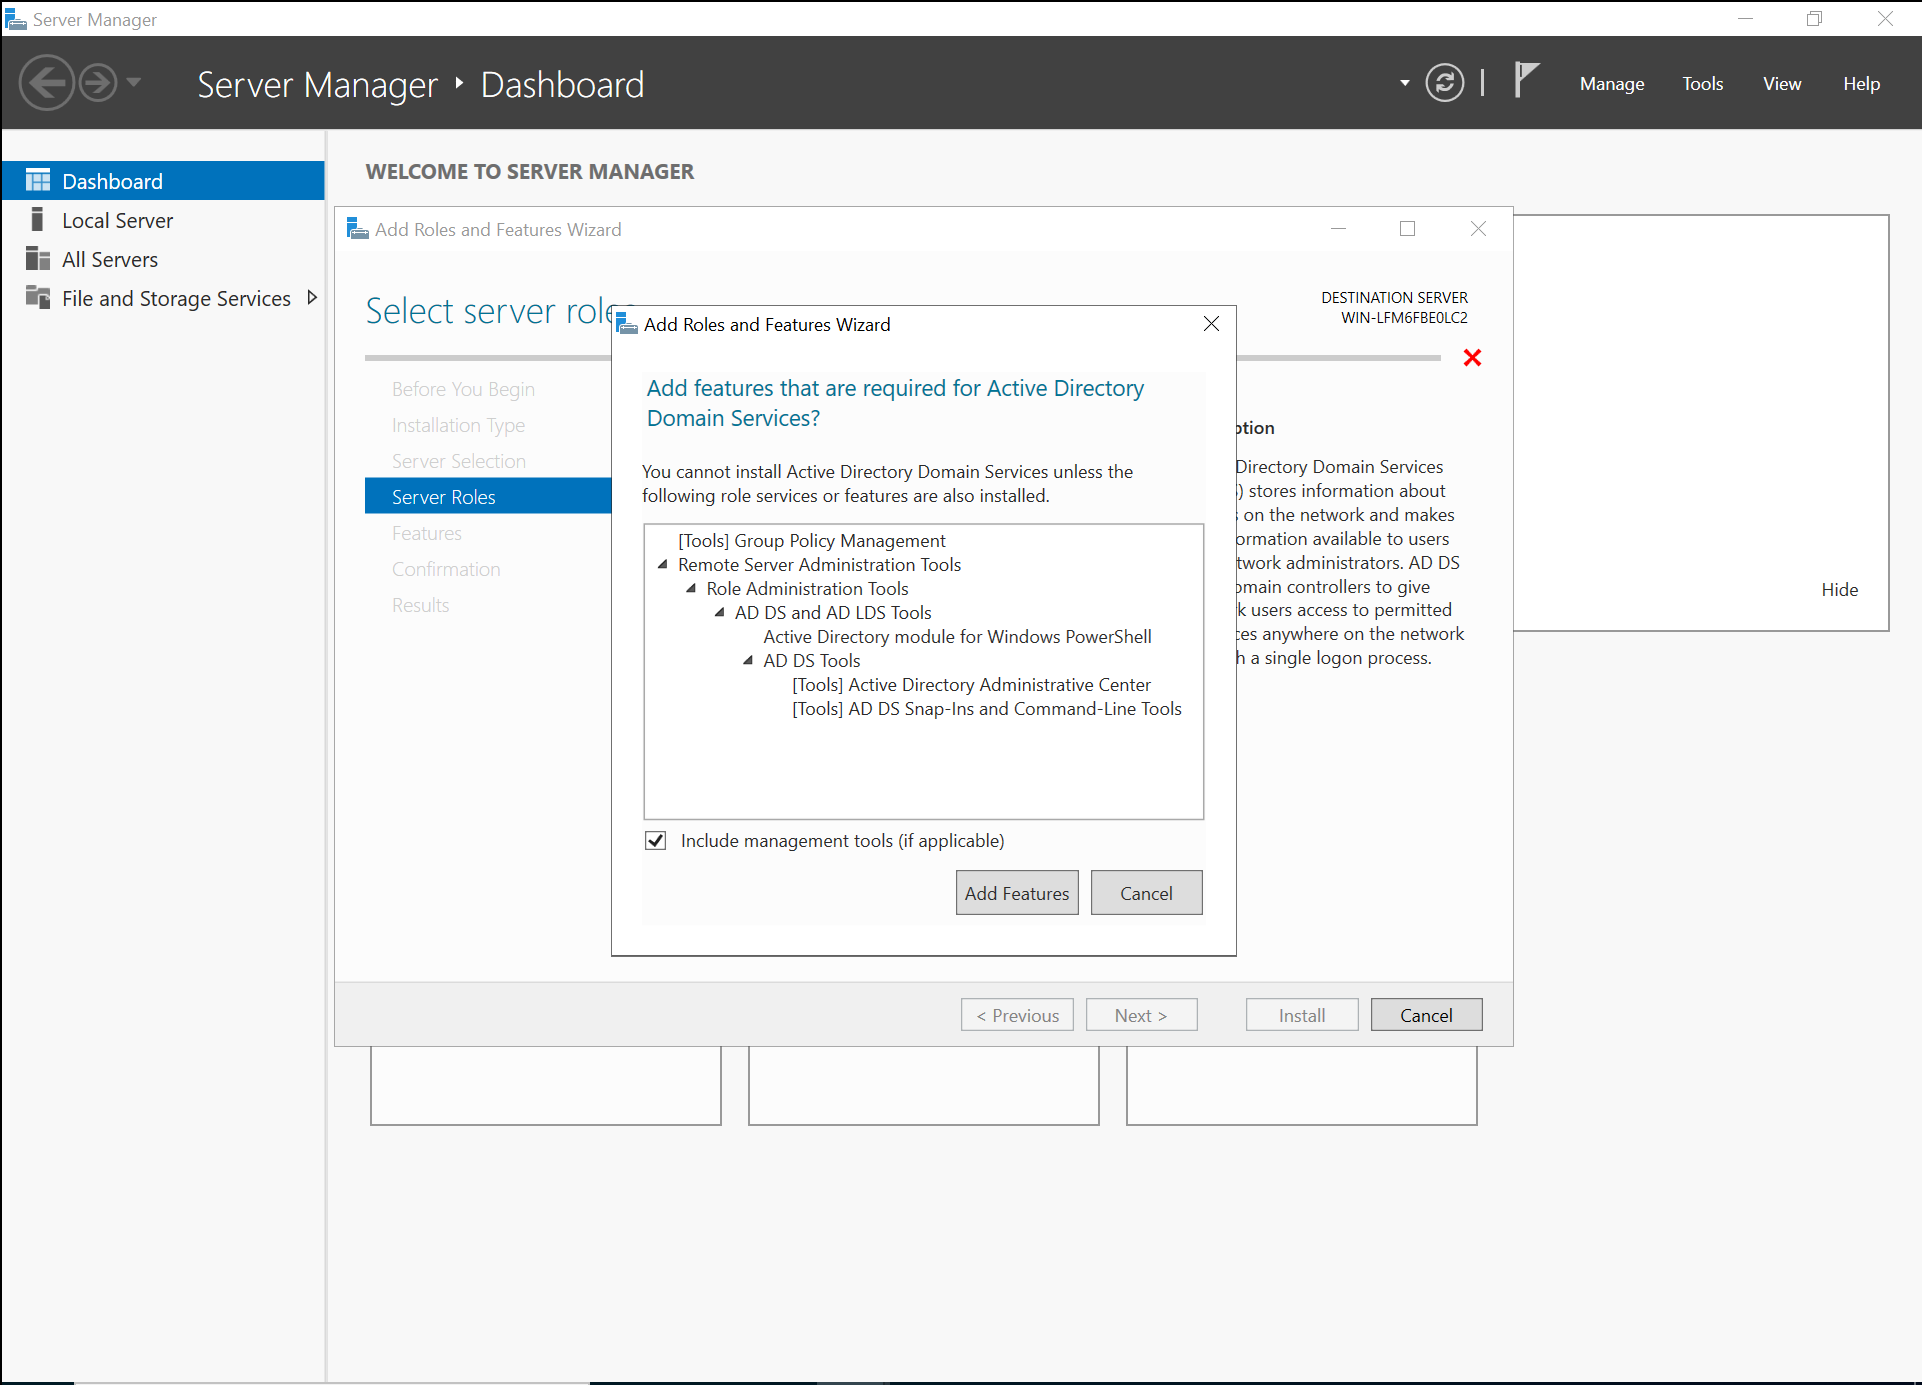 Server Manager
Server Manager
Dashboard
Manage
Tools
View
Help
Dashboard
Local Server
All Servers
File and Storage Services
WELCOME TO SERVER MANAGER
Add Roles and Features Wizard
Select server role
DESTINATION SERVER
WIN-LFM6FBE0LC2
Before You Begin
Installation Type
Server Selection
Server Roles
Features
Confirmation
Results
Add Roles and Features Wizard
Add features that are required for Active Directory
Domain Services?
You cannot install Active Directory Domain Services unless the
following role services or features are also installed.
[Tools] Group Policy Management
Remote Server Administration Tools
Role Administration Tools
AD DS and AD LDS Tools
Active Directory module for Windows PowerShell
AD DS Tools
[Tools] Active Directory Administrative Center
[Tools] AD DS Snap-Ins and Command-Line Tools
Include management tools (if applicable)
Add Features
Cancel
ption
Directory Domain Services
) stores information about
on the network and makes
ormation available to users
twork administrators. AD DS
omain controllers to give
k users access to permitted
ces anywhere on the network
h a single logon process.
Hide
< Previous
Next >
Install
Cancel